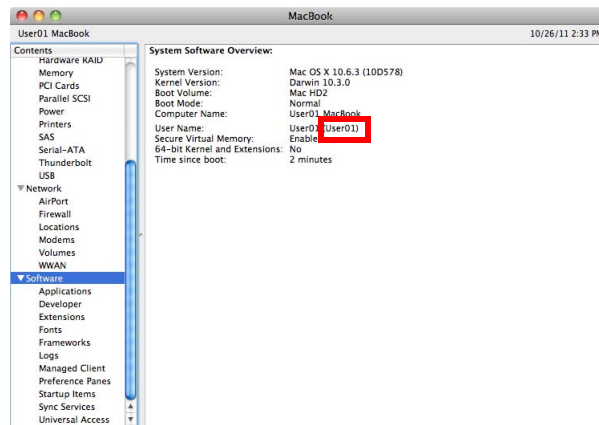 MacBook
User01 MacBook
10/26/11 2:33 PM
Contents
Hardware RAID
Memory
PCI Cards
Parallel SCSI
Power
Printers
SAS
Serial-ATA
Thunderbolt
USB
Network
AirPort
Firewall
Locations
Modems
Volumes
WWAN
Software
Applications
Developer
Extensions
Fonts
Frameworks
Logs
Managed Client
Preference Panes
Startup Items
Sync Services
Universal Access
System Software Overview:
System Version: Mac OS X 10.6.3 (10D578)
Kernel Version: Darwin 10.3.0
Boot Volume: Mac HD2
Boot Mode: Normal
Computer Name: User01 MacBook
User Name: User01 (User01)
Secure Virtual Memory: Enable
64-bit Kernel and Extensions: No
Time since boot: 2 minutes